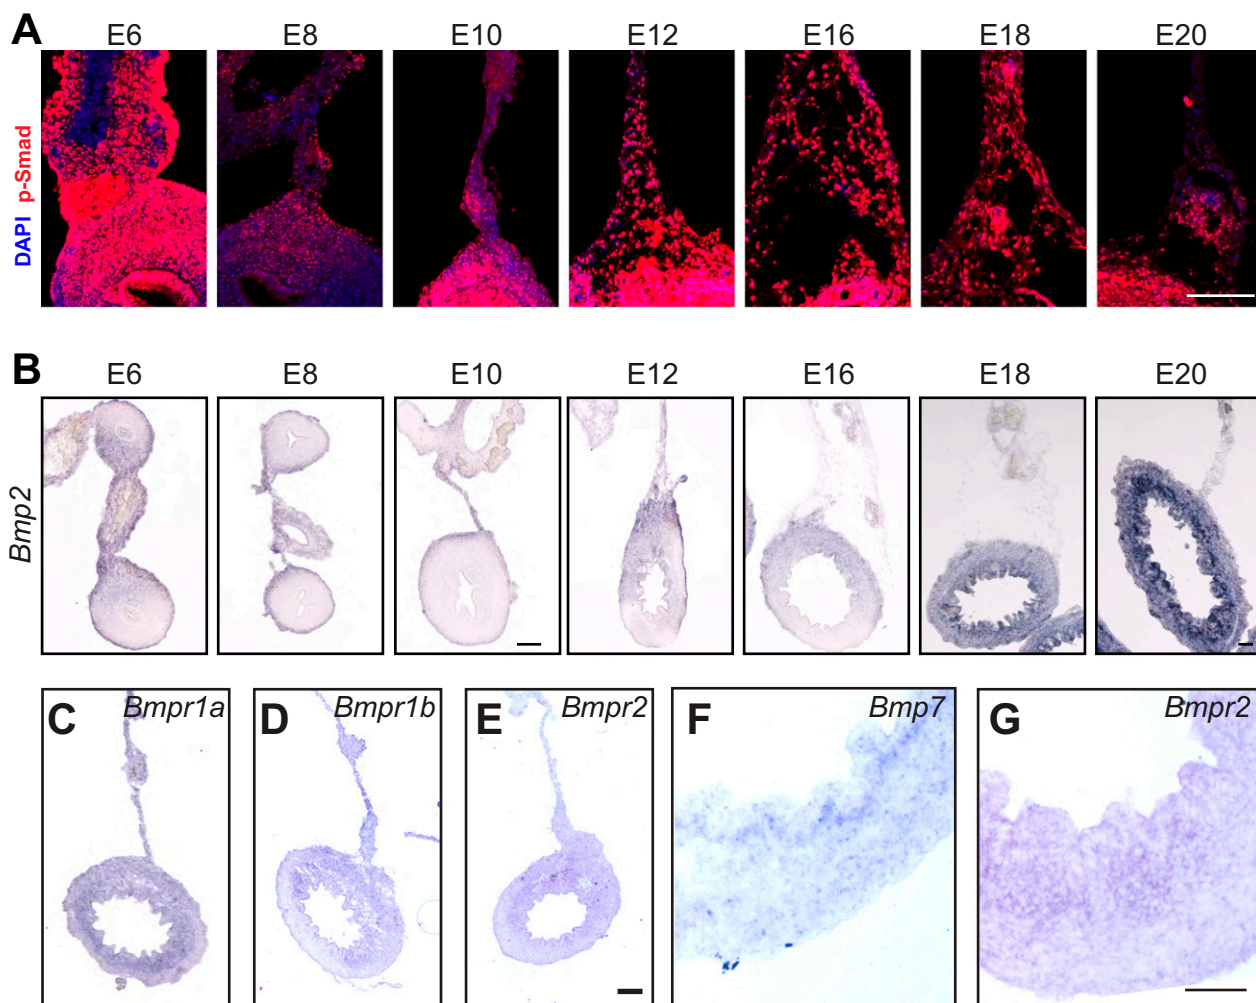 A
E6 E8 E10 E12 E16 E18 E20
DAPI p-Smad
B
E6 E8 E10 E12 E16 E18 E20
Bmp2
C Bmpr1a
D Bmpr1b
E Bmpr2
F Bmp7
G Bmpr2